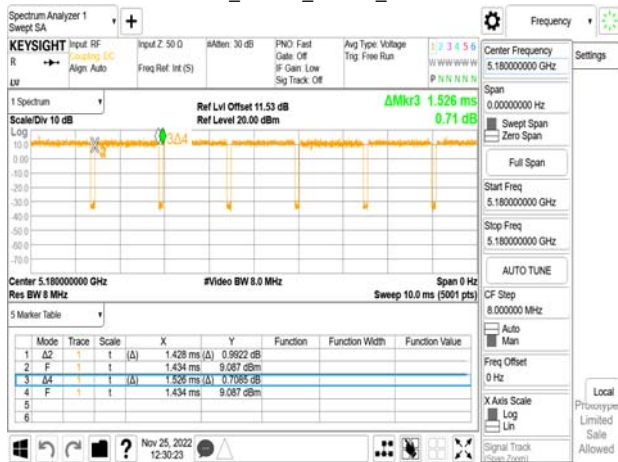 Spectrum Analyzer 1
Swept SA
+
Frequency
KEYSIGHT
R
Input: RF
Coupling: DC
Align: Auto
Input Z: 50 Ω
Freq Ref: Int (S)
#Atten: 30 dB
PNO: Fast
Gate: Off
IF Gain: Low
Sig Track: Off
Avg Type: Voltage
Trig: Free Run
1 2 3 4 5 6
W W W W W W
P N N N N N
1 Spectrum
Scale/Div 10 dB
Ref Lvl Offset 11.53 dB
Ref Level 20.00 dBm
ΔMkr3 1.526 ms
0.71 dB
Log
10.0
0.00
-10.0
-20.0
-30.0
-40.0
-50.0
-60.0
-70.0
3Δ4
Center 5.180000000 GHz
Res BW 8 MHz
#Video BW 8.0 MHz
Span 0 Hz
Sweep 10.0 ms (5001 pts)
5 Marker Table
Mode Trace Scale X Y Function Function Width Function Value
1 Δ2 1 t (Δ) 1.428 ms (Δ) 0.9922 dB
2 F 1 t 1.434 ms 9.087 dBm
3 Δ4 1 t (Δ) 1.526 ms (Δ) 0.7085 dB
4 F 1 t 1.434 ms 9.087 dBm
5
6
Nov 25, 2022
12:30:23
Center Frequency
5.180000000 GHz
Span
0.00000000 Hz
Swept Span
Zero Span
Full Span
Start Freq
5.180000000 GHz
Stop Freq
5.180000000 GHz
AUTO TUNE
CF Step
8.000000 MHz
Auto
Man
Freq Offset
0 Hz
X Axis Scale
Log
Lin
Signal Track
(Span Zoom)
Settings
Local
Prototype
Limited
Sale
Allowed